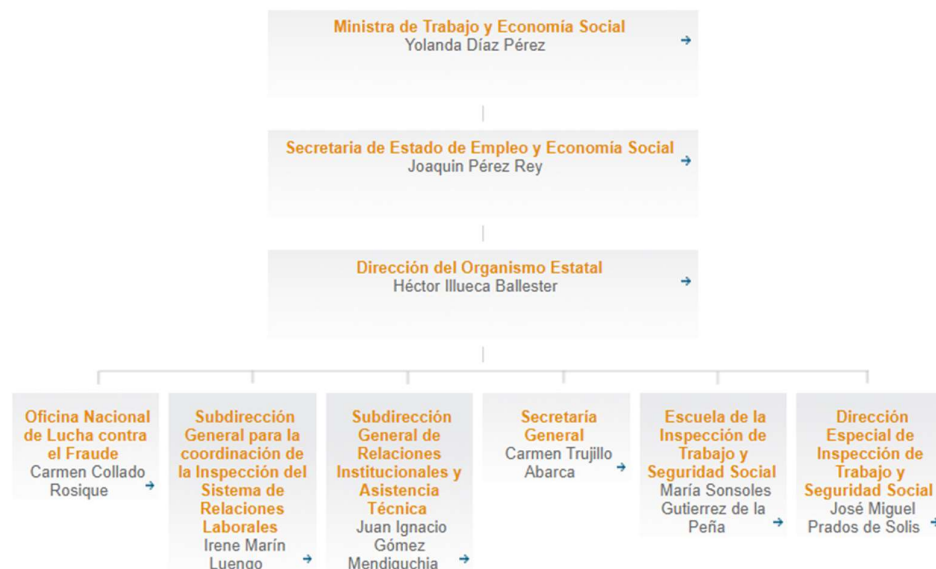 Ministra de Trabajo y Economía Social
Yolanda Díaz Pérez
Secretaria de Estado de Empleo y Economía Social
Joaquín Pérez Rey
Dirección del Organismo Estatal
Héctor Illueca Ballester
Oficina Nacional
de Lucha contra
el Fraude
Carmen Collado
Rosique
Subdirección
General para la
coordinación de
la Inspección del
Sistema de
Relaciones
Laborales
Irene Marín
Luengo
Subdirección
General de
Relaciones
Institucionales y
Asistencia
Técnica
Juan Ignacio
Gómez
Mendiguchia
Secretaria
General
Carmen Trujillo
Abarca
Escuela de la
Inspección de
Trabajo y
Seguridad Social
María Sonsoles
Gutierrez de la
Peña
Dirección
Especial de
Inspección de
Trabajo y
Seguridad Social
José Miguel
Prados de Solis